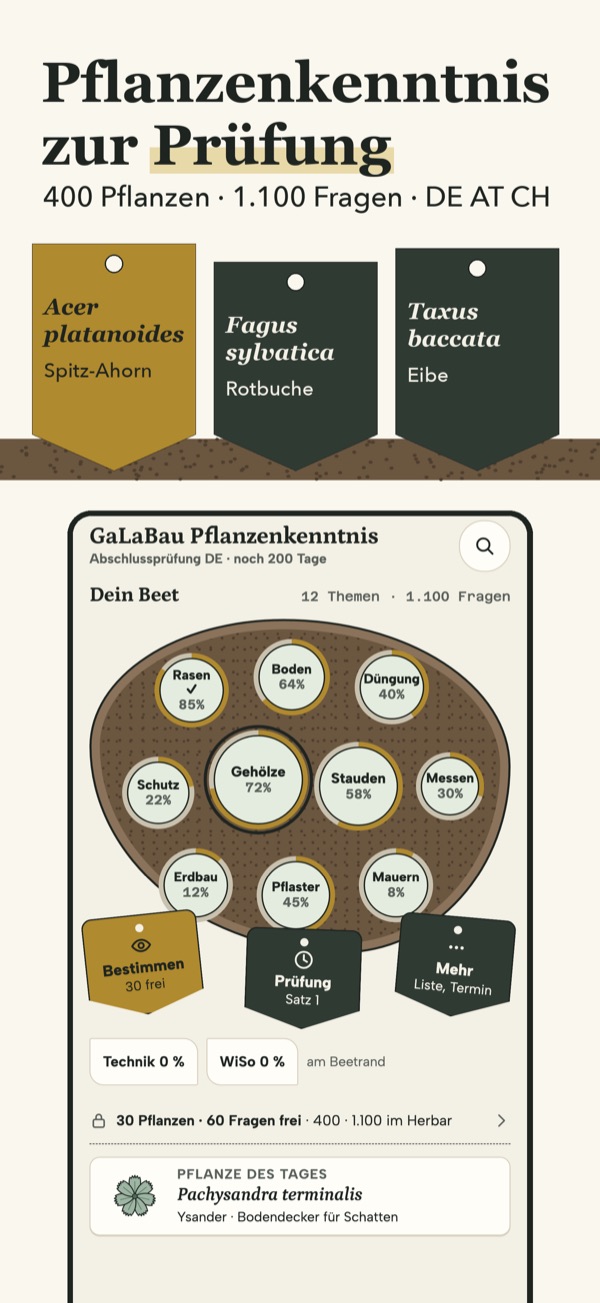 Pflanzenkenntnis
zur Prüfung
400 Pflanzen · 1.100 Fragen · DE AT CH
Acer
platanoides
Spitz-Ahorn
Fagus
sylvatica
Rotbuche
Taxus
baccata
Eibe
GaLaBau Pflanzenkenntnis
Abschlussprüfung DE · noch 200 Tage
Dein Beet
12 Themen · 1.100 Fragen
Rasen
✓
85%
Boden
64%
Düngung
40%
Schutz
22%
Gehölze
72%
Stauden
58%
Messen
30%
Erdbau
12%
Pflaster
45%
Mauern
8%
Bestimmen
30 frei
Prüfung
Satz 1
Mehr
Liste, Termin
Technik 0 %
WiSo 0 %
am Beetrand
30 Pflanzen · 60 Fragen frei · 400 · 1.100 im Herbar
PFLANZE DES TAGES
Pachysandra terminalis
Ysander · Bodendecker für Schatten